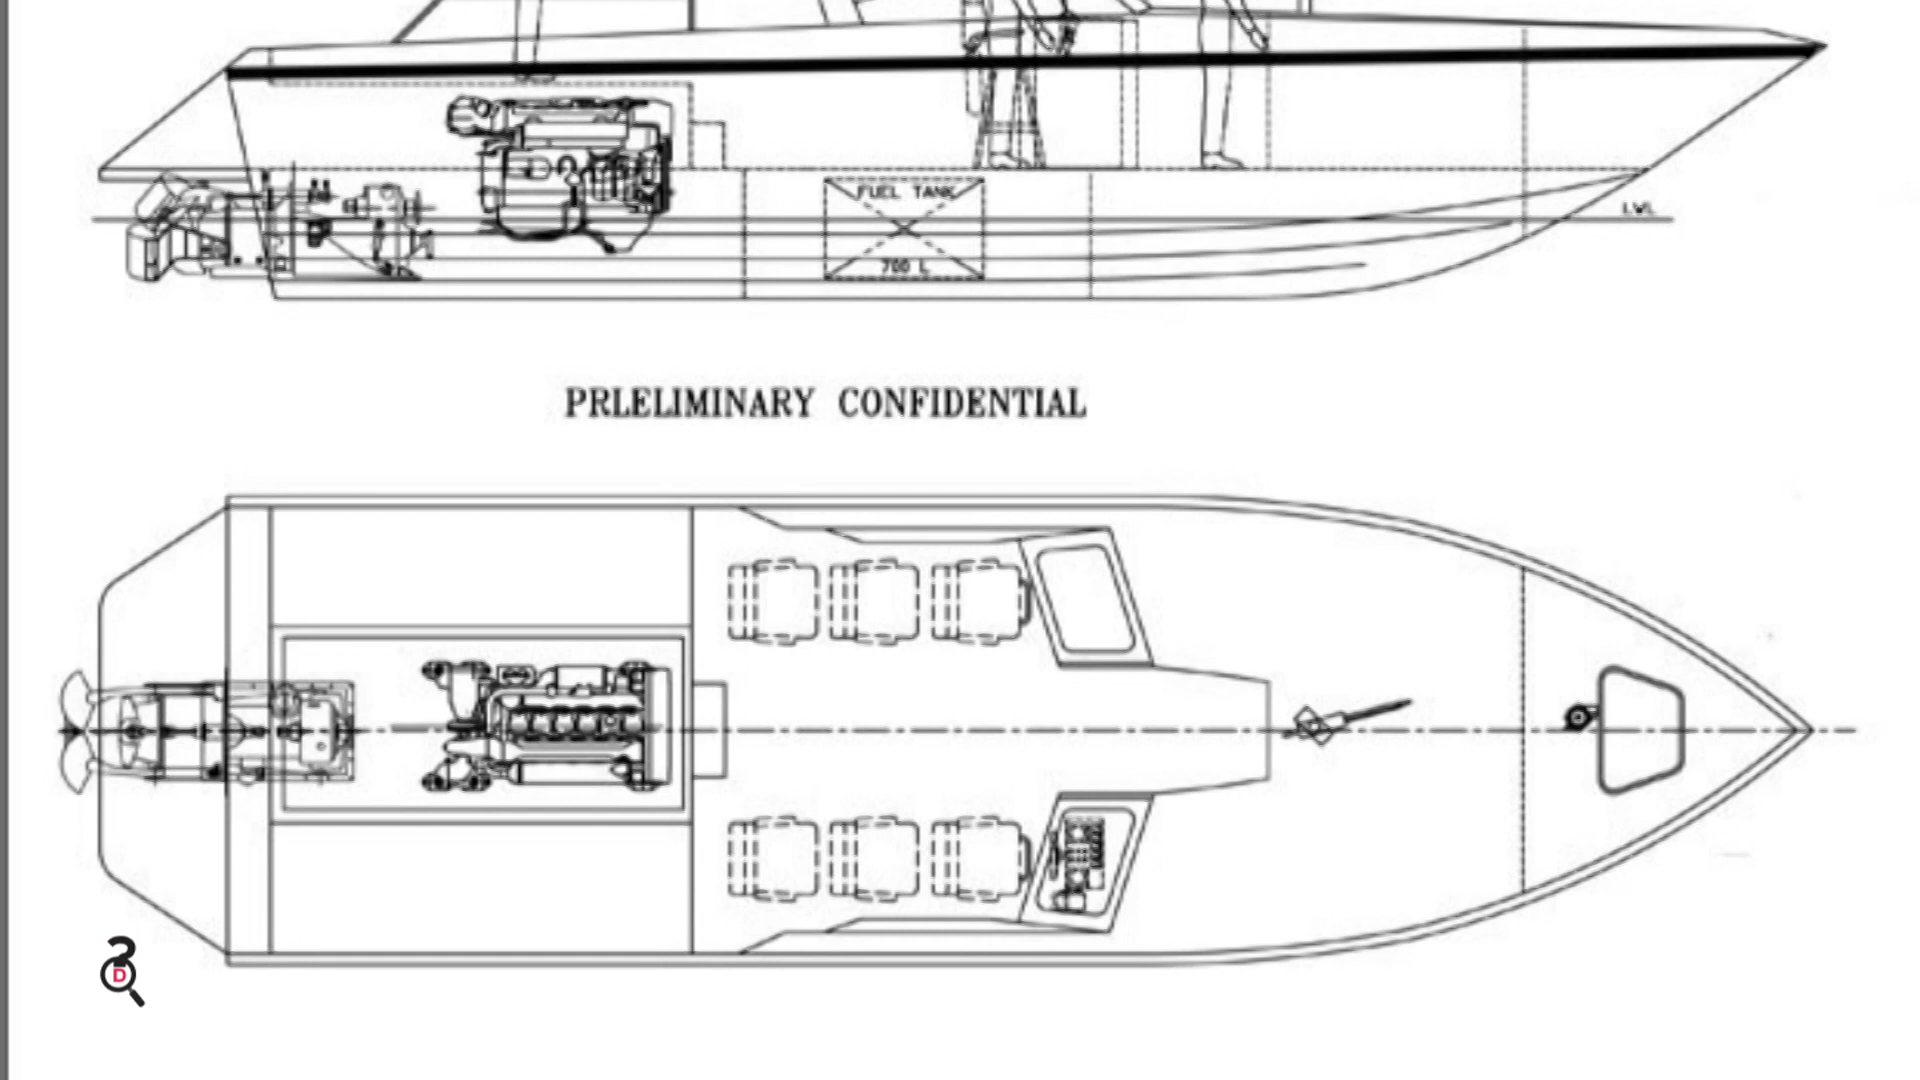 FUEL TANK
700 L
LWL
PRLELIMINARY CONFIDENTIAL
D